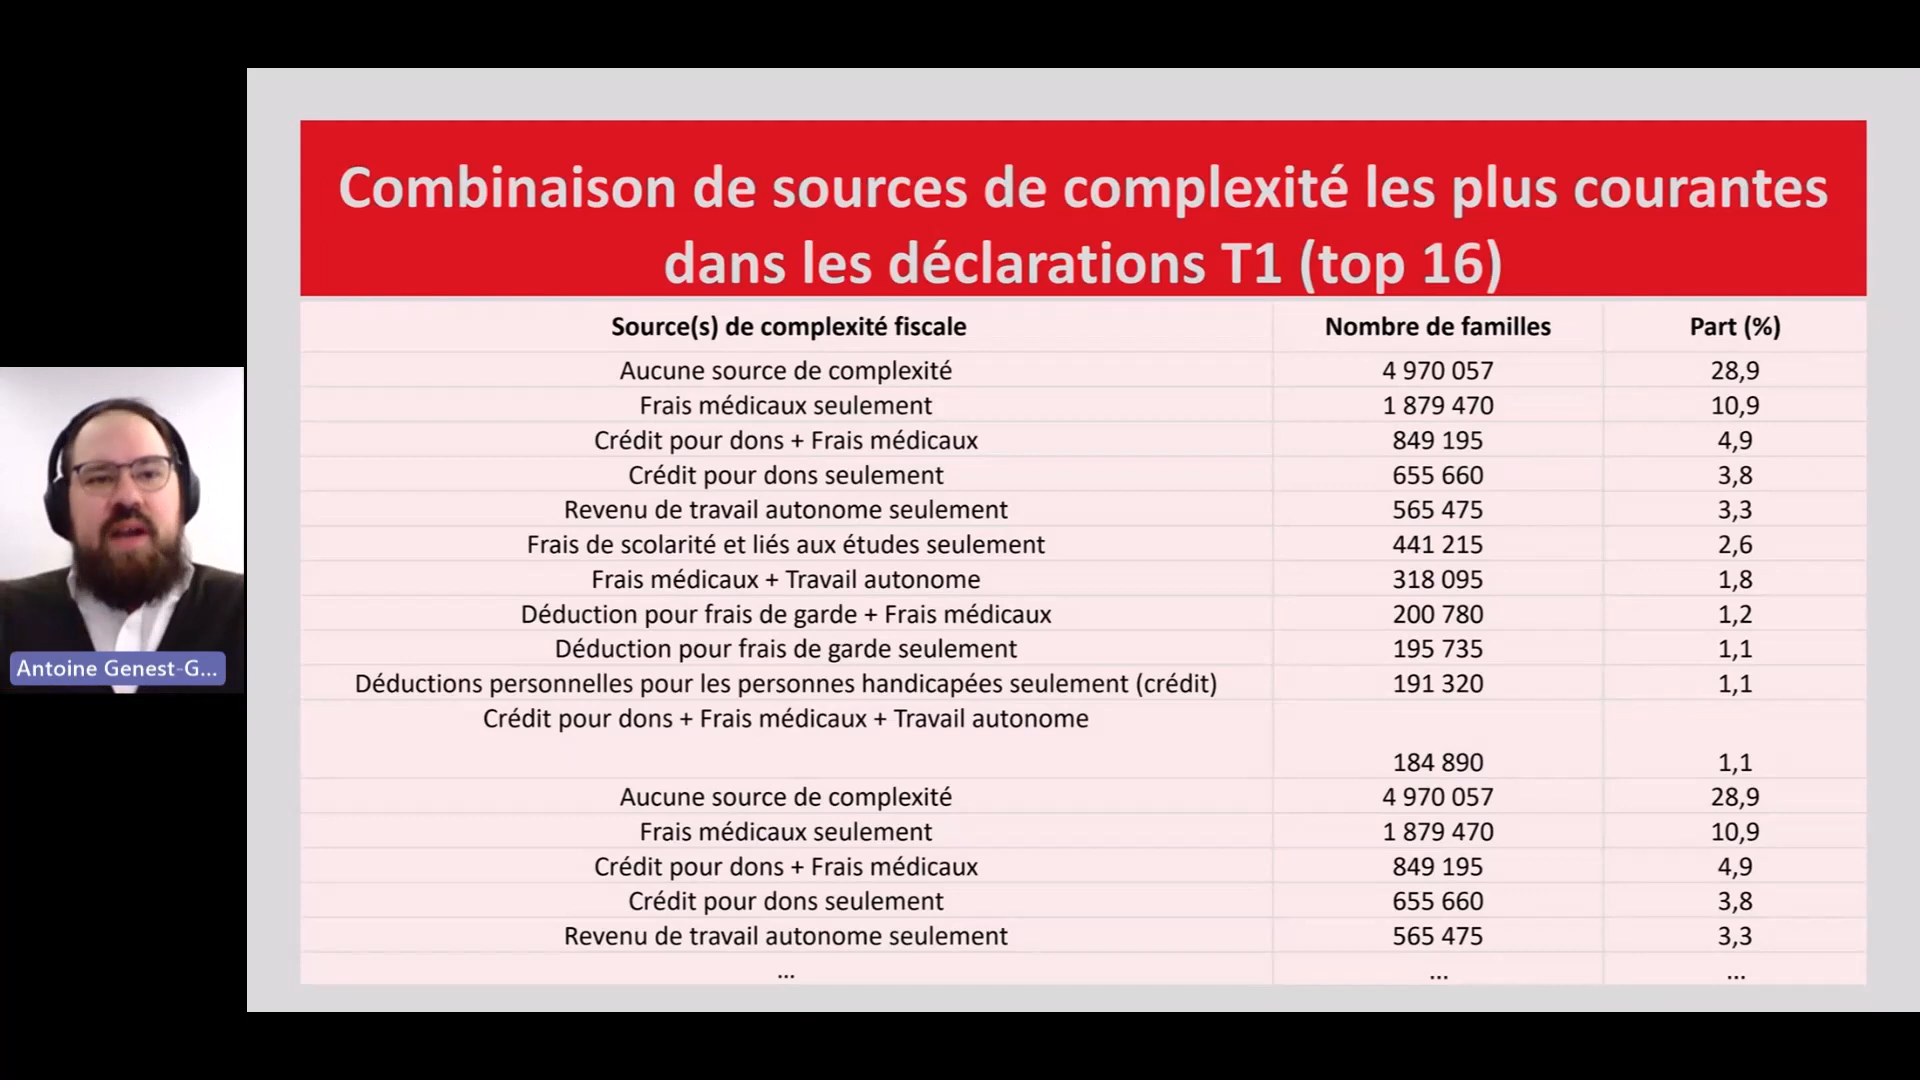 Combinaison de sources de complexité les plus courantes
dans les déclarations T1 (top 16)
Source(s) de complexité fiscale Nombre de familles Part (%)
Aucune source de complexité 4 970 057 28,9
Frais médicaux seulement 1 879 470 10,9
Crédit pour dons + Frais médicaux 849 195 4,9
Crédit pour dons seulement 655 660 3,8
Revenu de travail autonome seulement 565 475 3,3
Frais de scolarité et liés aux études seulement 441 215 2,6
Frais médicaux + Travail autonome 318 095 1,8
Déduction pour frais de garde + Frais médicaux 200 780 1,2
Déduction pour frais de garde seulement 195 735 1,1
Déductions personnelles pour les personnes handicapées seulement (crédit) 191 320 1,1
Crédit pour dons + Frais médicaux + Travail autonome 184 890 1,1
Aucune source de complexité 4 970 057 28,9
Frais médicaux seulement 1 879 470 10,9
Crédit pour dons + Frais médicaux 849 195 4,9
Crédit pour dons seulement 655 660 3,8
Revenu de travail autonome seulement 565 475 3,3
... ... ...
Antoine Genest-G...